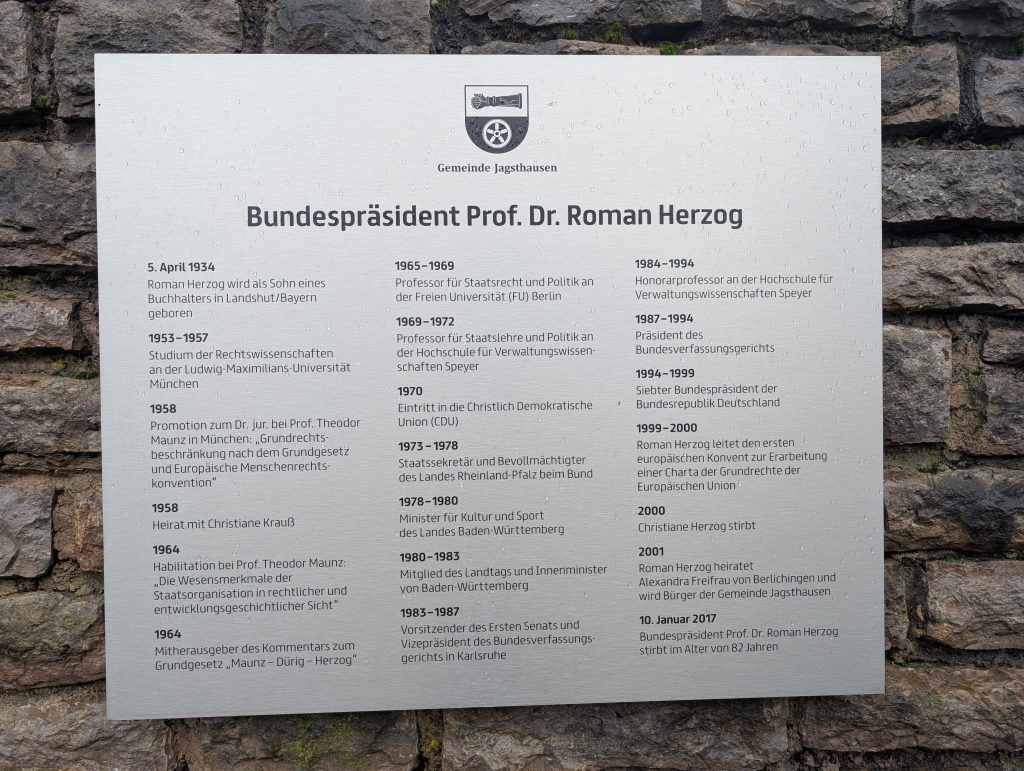 Gemeinde Jagsthausen
Bundespräsident Prof. Dr. Roman Herzog
5. April 1934
Roman Herzog wird als Sohn eines
Buchhalters in Landshut/Bayern
geboren
1953–1957
Studium der Rechtswissenschaften
an der Ludwig-Maximilians-Universität
München
1958
Promotion zum Dr. jur. bei Prof. Theodor
Maunz in München: „Grundrechts-
beschränkung nach dem Grundgesetz
und Europäische Menschenrechts-
konvention“
1958
Heirat mit Christiane Krauß
1964
Habilitation bei Prof. Theodor Maunz:
„Die Wesensmerkmale der
Staatsorganisation in rechtlicher und
entwicklungsgeschichtlicher Sicht“
1964
Mitherausgeber des Kommentars zum
Grundgesetz „Maunz – Dürig – Herzog“
1965–1969
Professor für Staatsrecht und Politik an
der Freien Universität (FU) Berlin
1969–1972
Professor für Staatslehre und Politik an
der Hochschule für Verwaltungswissen-
schaften Speyer
1970
Eintritt in die Christlich Demokratische
Union (CDU)
1973–1978
Staatssekretär und Bevollmächtigter
des Landes Rheinland-Pfalz beim Bund
1978–1980
Minister für Kultur und Sport
des Landes Baden-Württemberg
1980–1983
Mitglied des Landtags und Innenminister
von Baden-Württemberg
1983–1987
Vorsitzender des Ersten Senats und
Vizepräsident des Bundesverfassungs-
gerichts in Karlsruhe
1984–1994
Honorarprofessor an der Hochschule für
Verwaltungswissenschaften Speyer
1987–1994
Präsident des
Bundesverfassungsgerichts
1994–1999
Siebter Bundespräsident der
Bundesrepublik Deutschland
1999–2000
Roman Herzog leitet den ersten
europäischen Konvent zur Erarbeitung
einer Charta der Grundrechte der
Europäischen Union
2000
Christiane Herzog stirbt
2001
Roman Herzog heiratet
Alexandra Freifrau von Berlichingen und
wird Bürger der Gemeinde Jagsthausen
10. Januar 2017
Bundespräsident Prof. Dr. Roman Herzog
stirbt im Alter von 82 Jahren